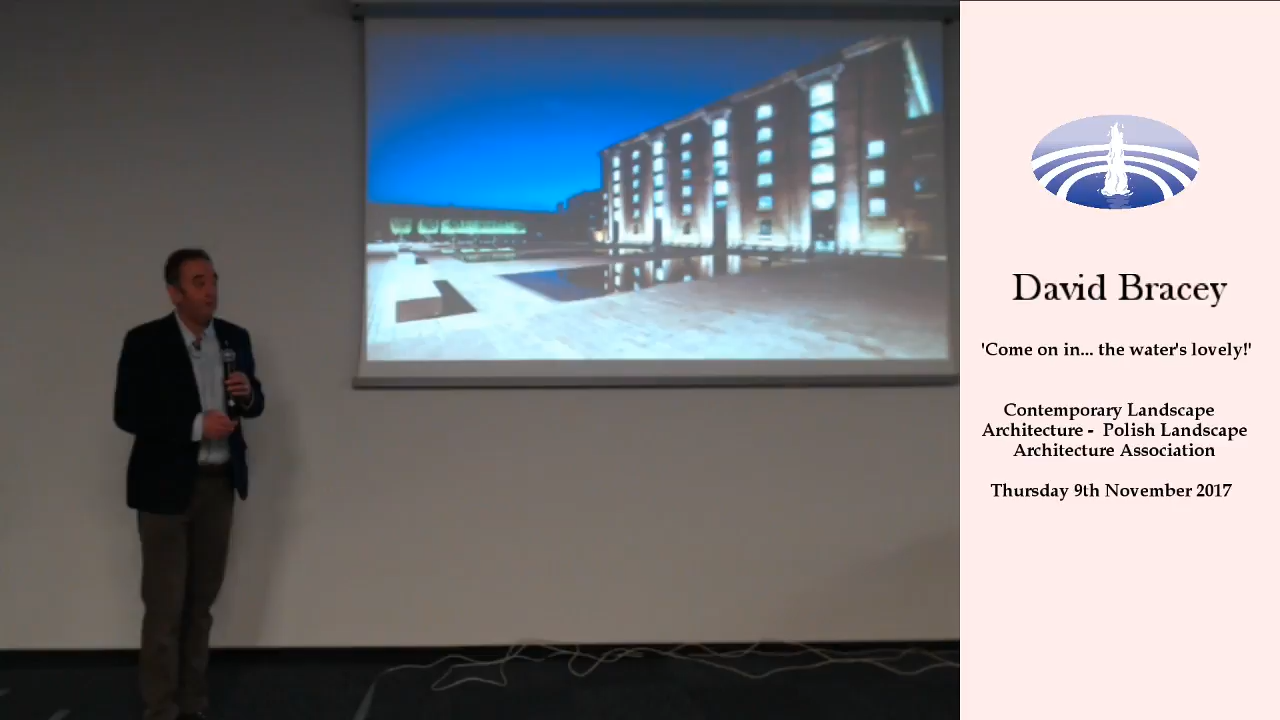 David Bracey
'Come on in... the water's lovely!'
Contemporary Landscape
Architecture - Polish Landscape
Architecture Association
Thursday 9th November 2017